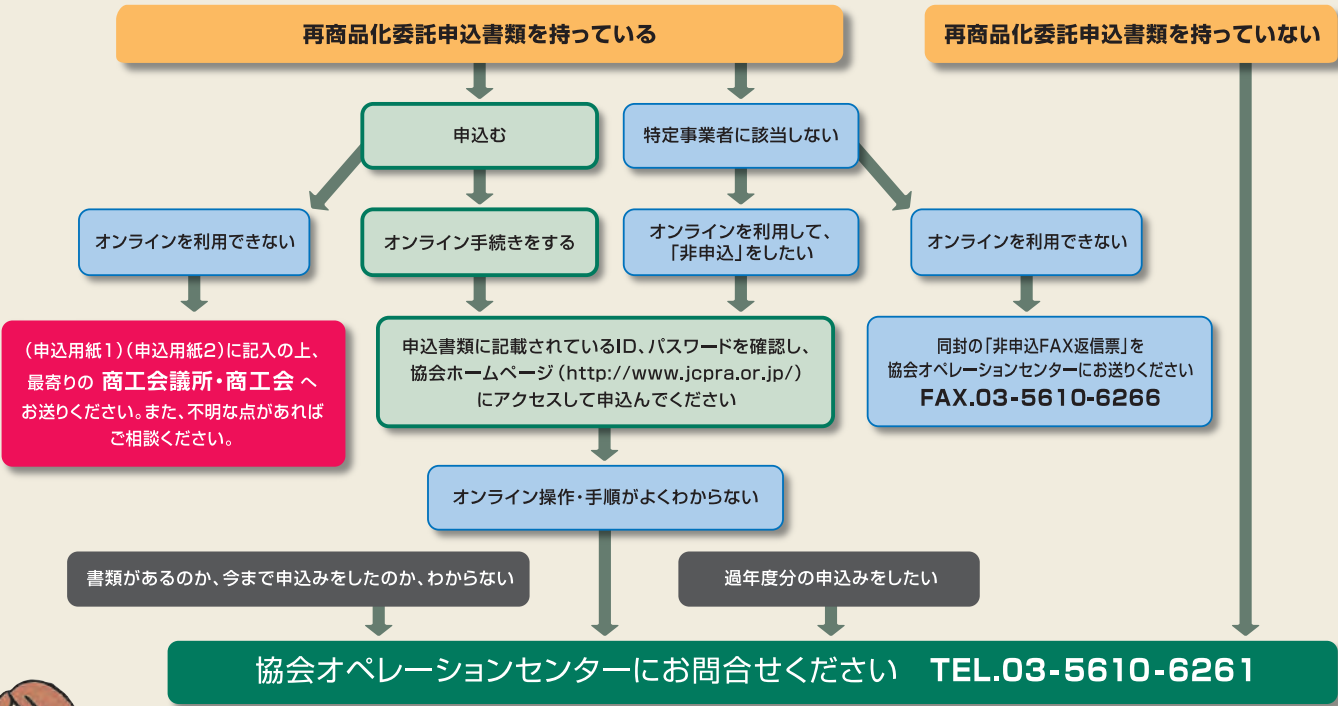 再商品化委託申込書類を持っている
再商品化委託申込書類を持っていない
申込む
特定事業者に該当しない
オンラインを利用できない
オンライン手続きをする
オンラインを利用して、
「非申込」をしたい
オンラインを利用できない
(申込用紙1)(申込用紙2)に記入の上、
最寄りの 商工会議所・商工会 へ
お送りください。また、不明な点があれば
ご相談ください。
申込書類に記載されているID、パスワードを確認し、
協会ホームページ(http://www.jcpra.or.jp/)
にアクセスして申込んでください
同封の「非申込FAX返信票」を
協会オペレーションセンターにお送りください
FAX.03-5610-6266
オンライン操作・手順がよくわからない
書類があるのか、今まで申込みをしたのか、わからない
過年度分の申込みをしたい
協会オペレーションセンターにお問合せください TEL.03-5610-6261